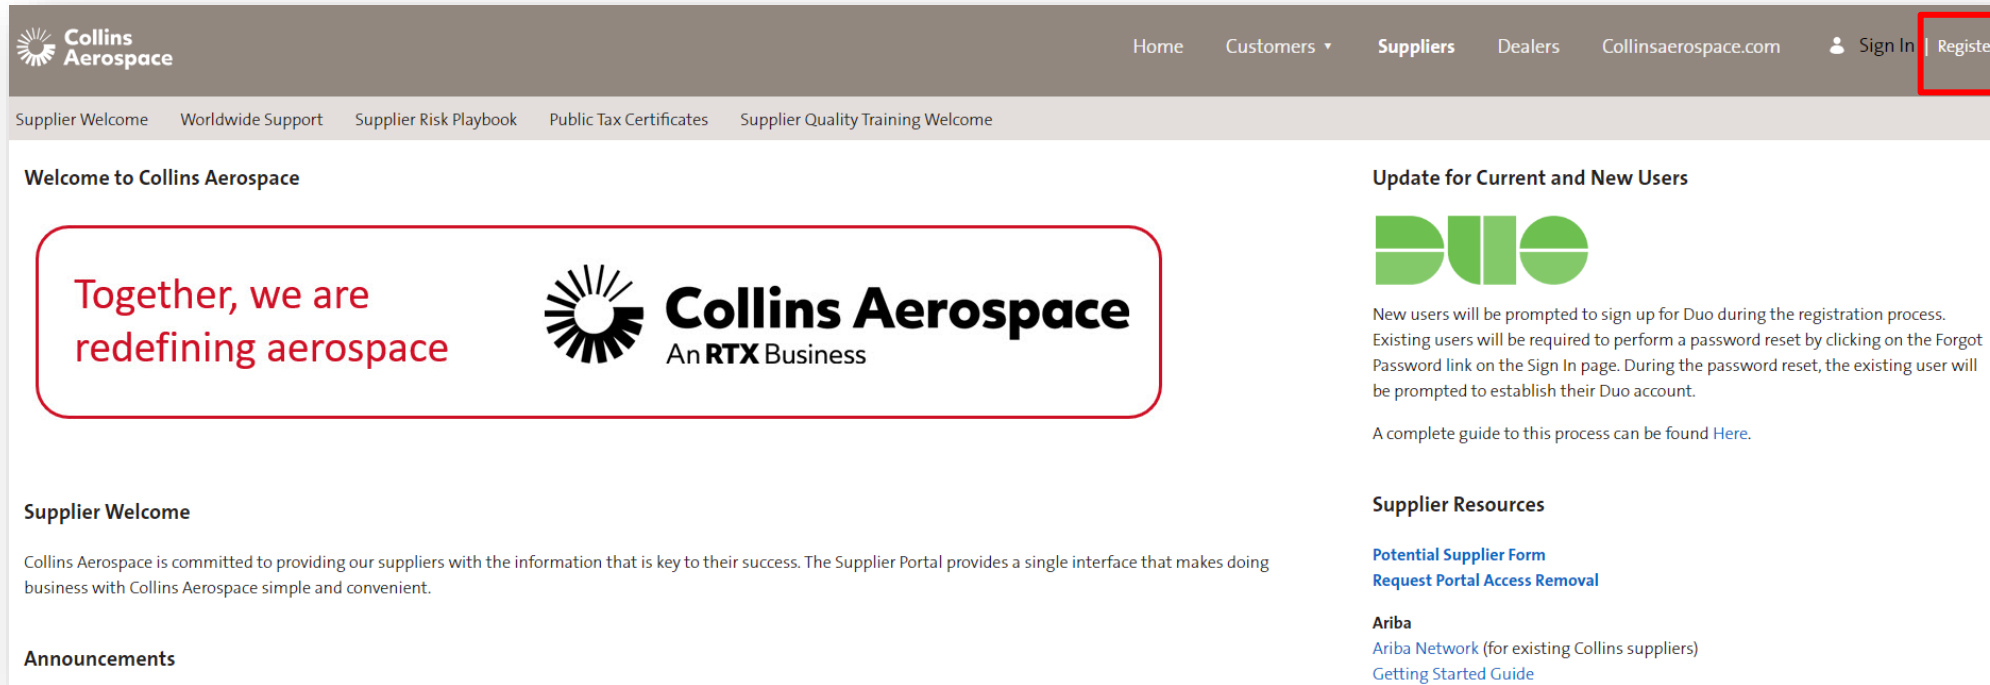 Collins
Aerospace
Home Customers ▾ Suppliers Dealers Collinsaerospace.com Sign In | Registe
Supplier Welcome Worldwide Support Supplier Risk Playbook Public Tax Certificates Supplier Quality Training Welcome
Welcome to Collins Aerospace
Together, we are
redefining aerospace
Collins Aerospace
An RTX Business
Supplier Welcome
Collins Aerospace is committed to providing our suppliers with the information that is key to their success. The Supplier Portal provides a single interface that makes doing
business with Collins Aerospace simple and convenient.
Announcements
Update for Current and New Users
DUO
New users will be prompted to sign up for Duo during the registration process.
Existing users will be required to perform a password reset by clicking on the Forgot
Password link on the Sign In page. During the password reset, the existing user will
be prompted to establish their Duo account.
A complete guide to this process can be found Here.
Supplier Resources
Potential Supplier Form
Request Portal Access Removal
Ariba
Ariba Network (for existing Collins suppliers)
Getting Started Guide